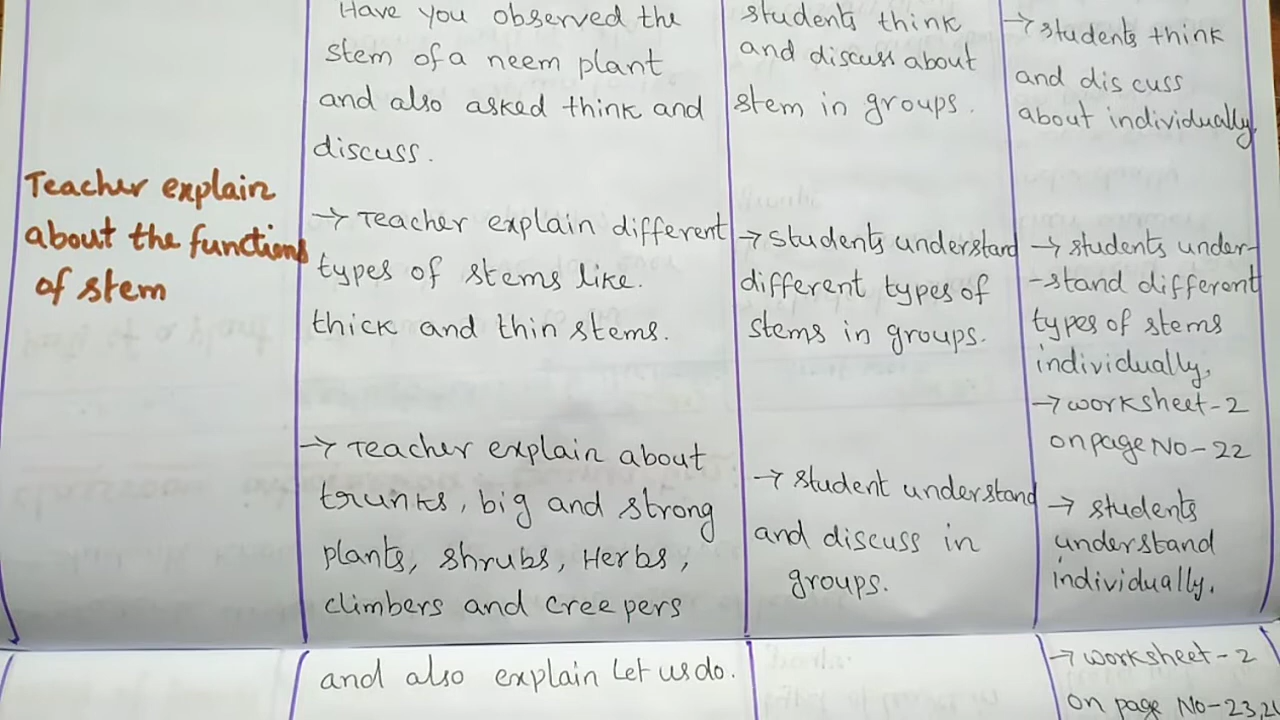 Have you observed the
stem of a neem plant
and also asked think and
discuss.
students think
and discuss about
stem in groups.
→ students think
and dis cuss
about individually,
Teacher explain
about the functions
of stem
→ Teacher explain different
types of stems like.
thick and thin stems.
→ students understand
different types of
stems in groups.
→ students under-
-stand different
types of stems
individually,
→ worksheet-2
on page No-22
→ Teacher explain about
trunks, big and strong
plants, shrubs, Herbs,
climbers and creepers
→ student understand
and discuss in
groups.
→ students
understand
individually.
and also explain Let us do.
→ worksheet-2
on page No-23,